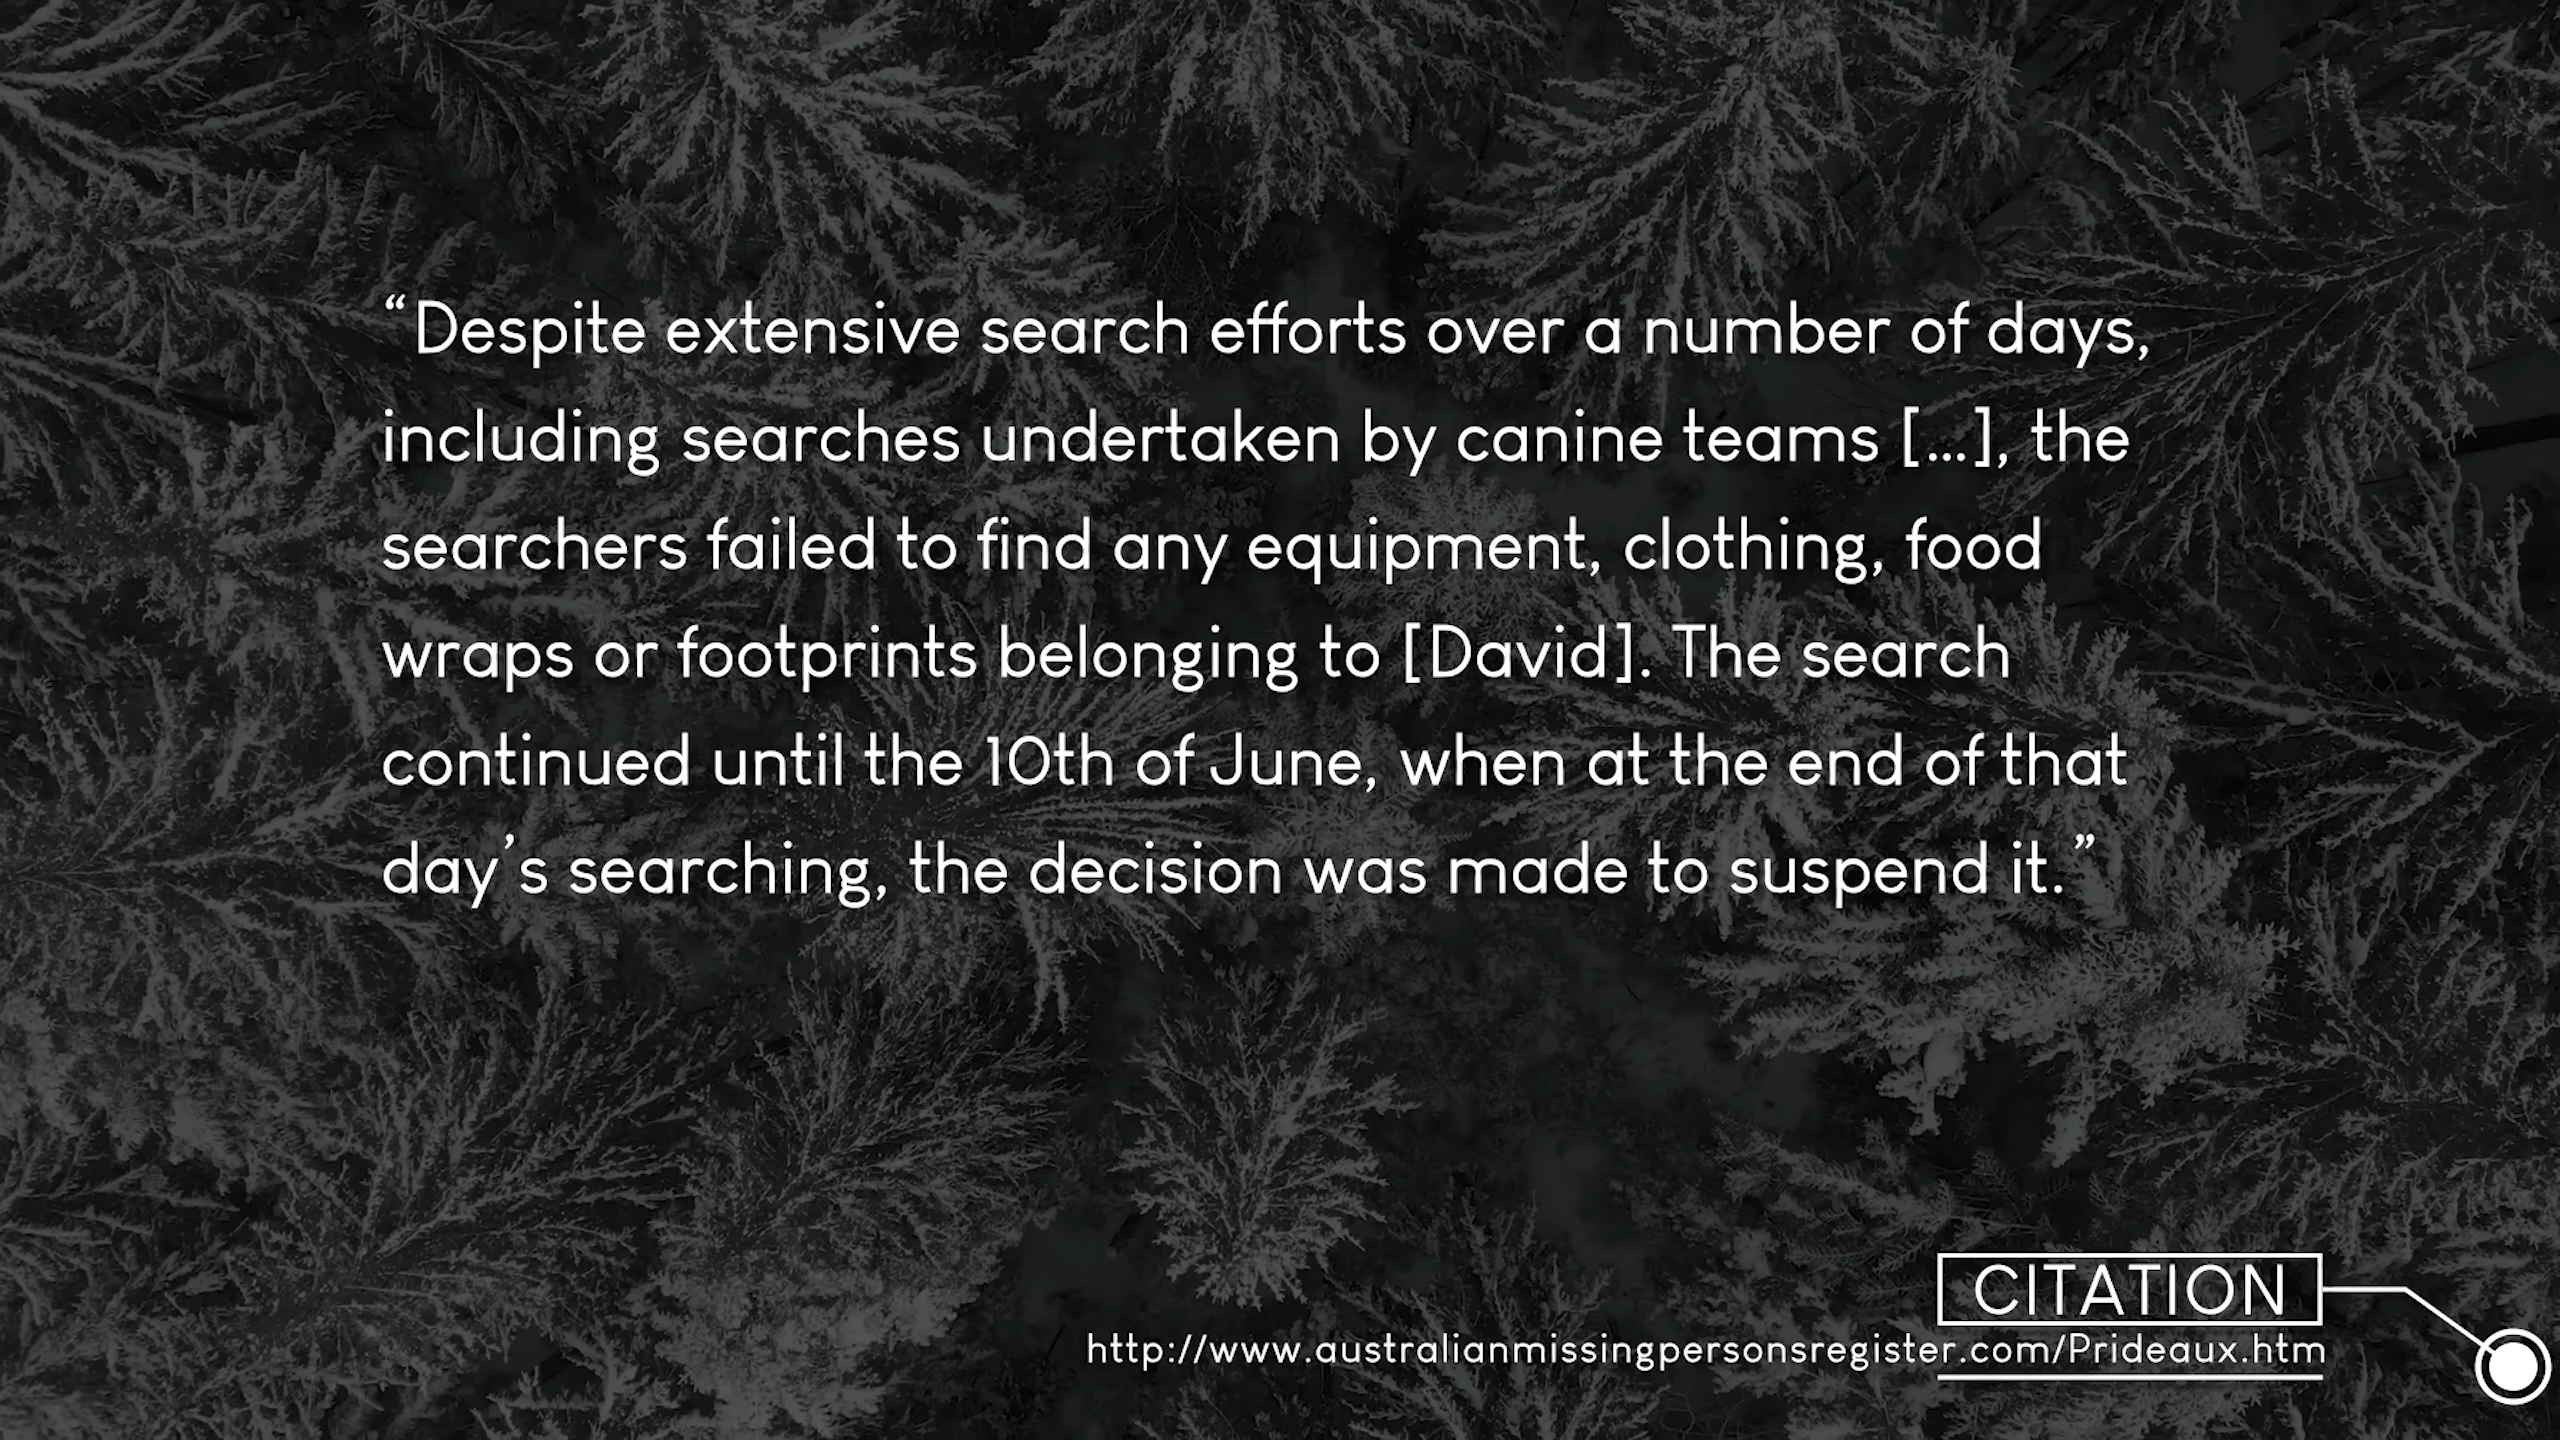 “Despite extensive search efforts over a number of days,
including searches undertaken by canine teams [...], the
searchers failed to find any equipment, clothing, food
wraps or footprints belonging to [David]. The search
continued until the 10th of June, when at the end of that
day’s searching, the decision was made to suspend it.”
CITATION
http://www.australianmissingpersonsregister.com/Prideaux.htm